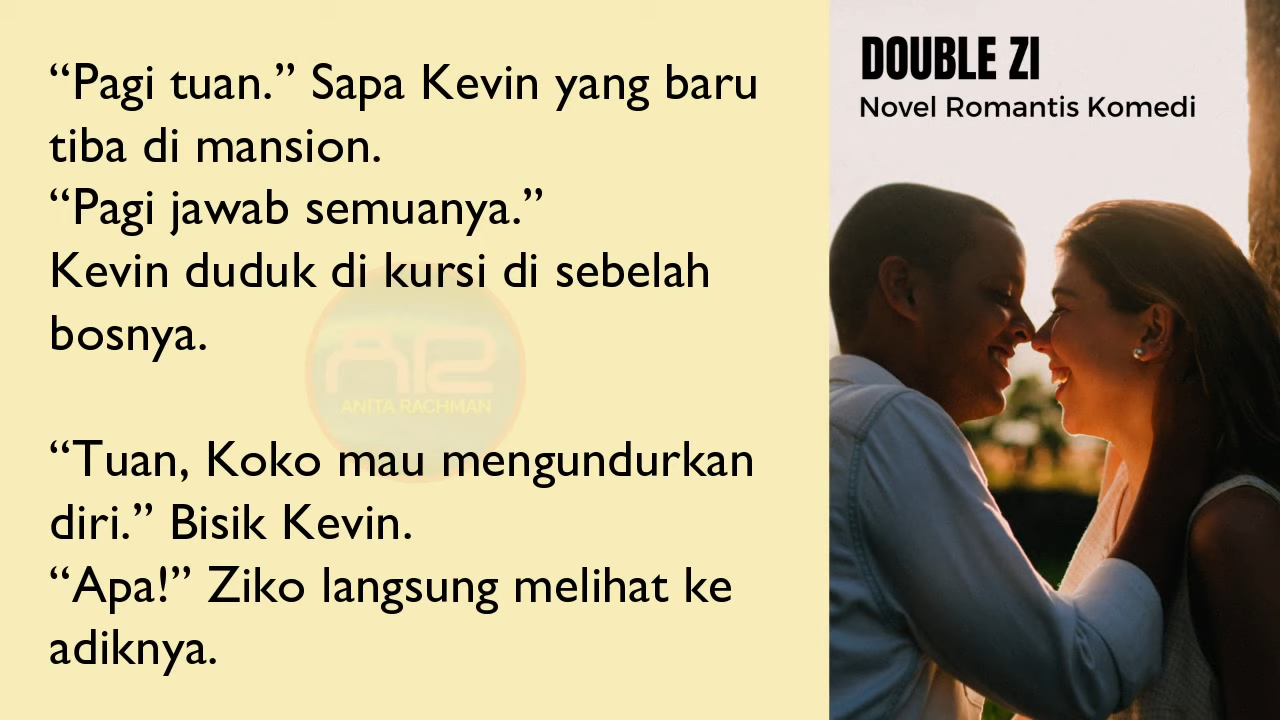 “Pagi tuan.” Sapa Kevin yang baru
tiba di mansion.
“Pagi jawab semuanya.”
Kevin duduk di kursi di sebelah
bosnya.
“Tuan, Koko mau mengundurkan
diri.” Bisik Kevin.
“Apa!” Ziko langsung melihat ke
adiknya.
AR
ANITA RACHMAN
DOUBLE ZI
Novel Romantis Komedi